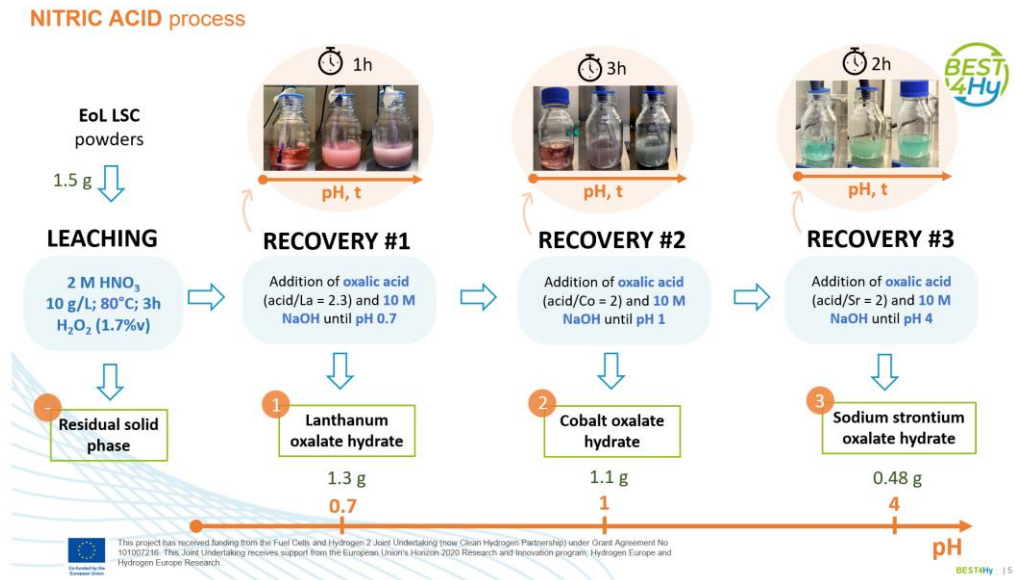 NITRIC ACID process
1h
3h
2h
BEST
4Hy
EoL LSC
powders
1.5 g
pH, t
pH, t
pH, t
LEACHING
RECOVERY #1
RECOVERY #2
RECOVERY #3
2 M HNO₃
10 g/L; 80°C; 3h
H₂O₂ (1.7%v)
Addition of oxalic acid
(acid/La = 2.3) and 10 M
NaOH until pH 0.7
Addition of oxalic acid
(acid/Co = 2) and 10 M
NaOH until pH 1
Addition of oxalic acid
(acid/Sr = 2) and 10 M
NaOH until pH 4
-
Residual solid
phase
1
Lanthanum
oxalate hydrate
2
Cobalt oxalate
hydrate
3
Sodium strontium
oxalate hydrate
1.3 g
1.1 g
0.48 g
0.7
1
4
pH
Co-funded by the
European Union
This project has received funding from the Fuel Cells and Hydrogen 2 Joint Undertaking (now Clean Hydrogen Partnership) under Grant Agreement No
101007216. This Joint Undertaking receives support from the European Union's Horizon 2020 Research and Innovation program, Hydrogen Europe and
Hydrogen Europe Research.
BEST4Hy | 5